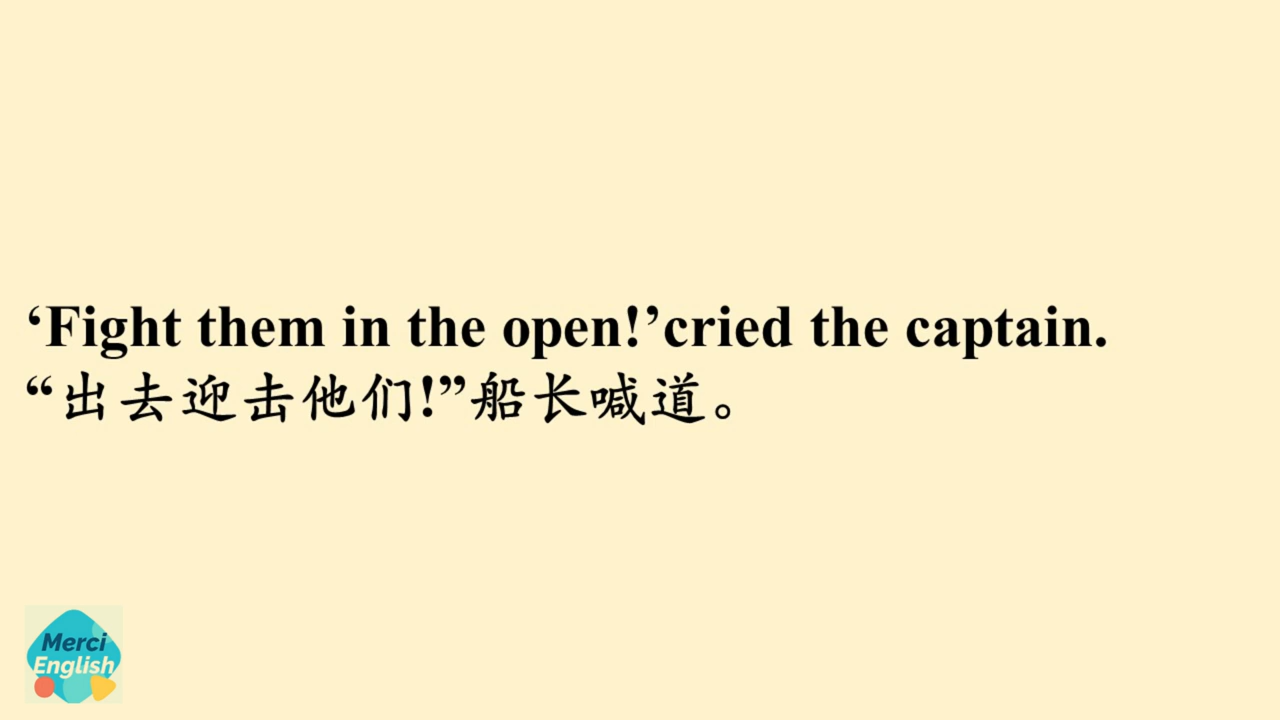 ‘Fight them in the open!’cried the captain.
“出去迎击他们!”船长喊道。
Merci
English